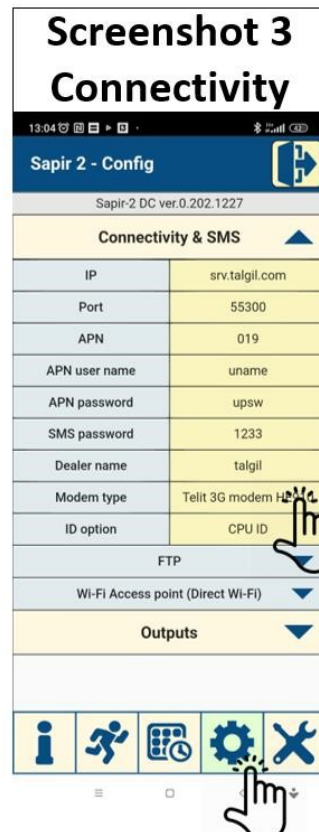 Screenshot 3
Connectivity
13:04
Sapir 2 - Config
Sapir-2 DC ver.0.202.1227
Connectivity & SMS
IP srv.talgil.com
Port 55300
APN 019
APN user name uname
APN password upsw
SMS password 1233
Dealer name talgil
Modem type Telit 3G modem
ID option CPU ID
FTP
Wi-Fi Access point (Direct Wi-Fi)
Outputs